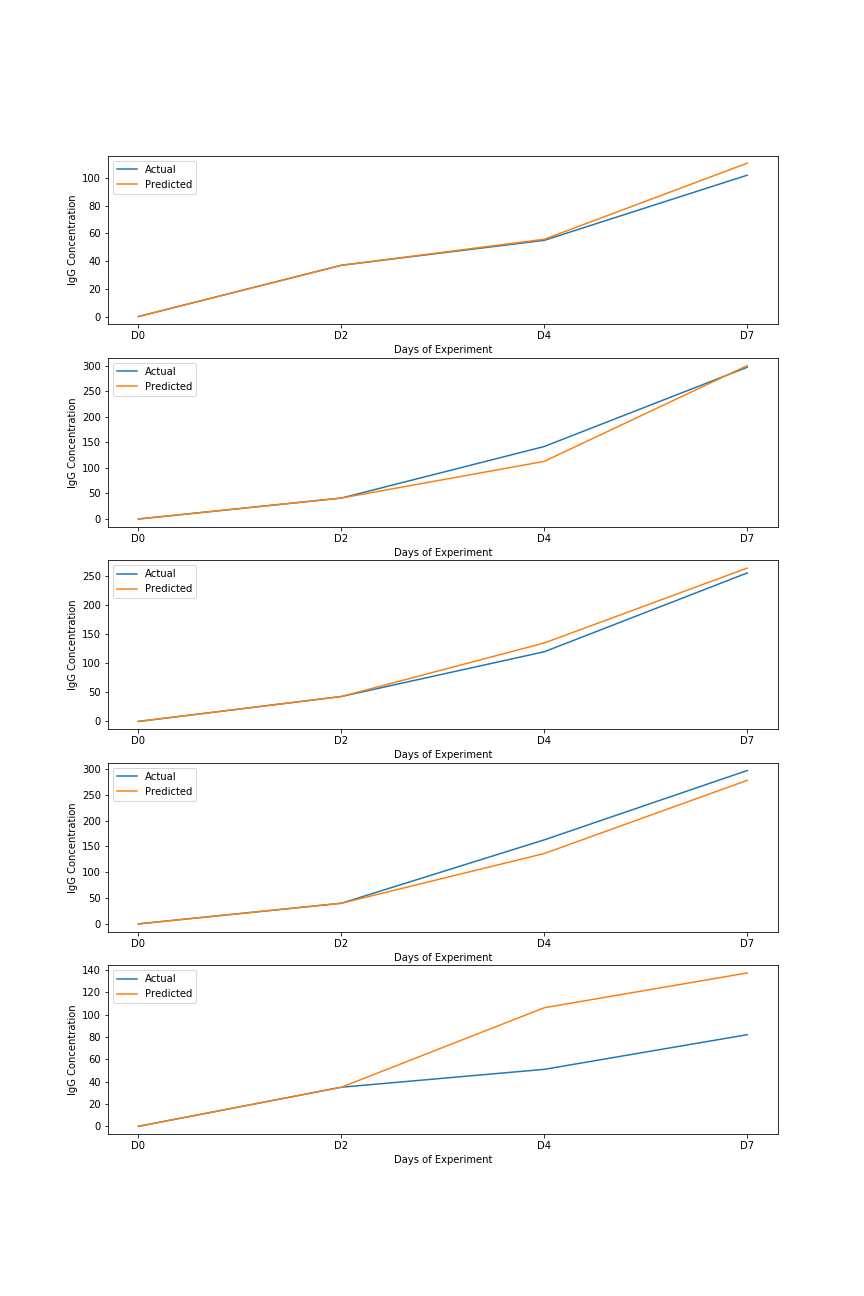 Actual
Predicted
100
80
60
40
20
0
IgG Concentration
D0 D2 D4 D7
Days of Experiment
Actual
Predicted
300
250
200
150
100
50
0
IgG Concentration
D0 D2 D4 D7
Days of Experiment
Actual
Predicted
250
200
150
100
50
0
IgG Concentration
D0 D2 D4 D7
Days of Experiment
Actual
Predicted
300
250
200
150
100
50
0
IgG Concentration
D0 D2 D4 D7
Days of Experiment
Actual
Predicted
140
120
100
80
60
40
20
0
IgG Concentration
D0 D2 D4 D7
Days of Experiment